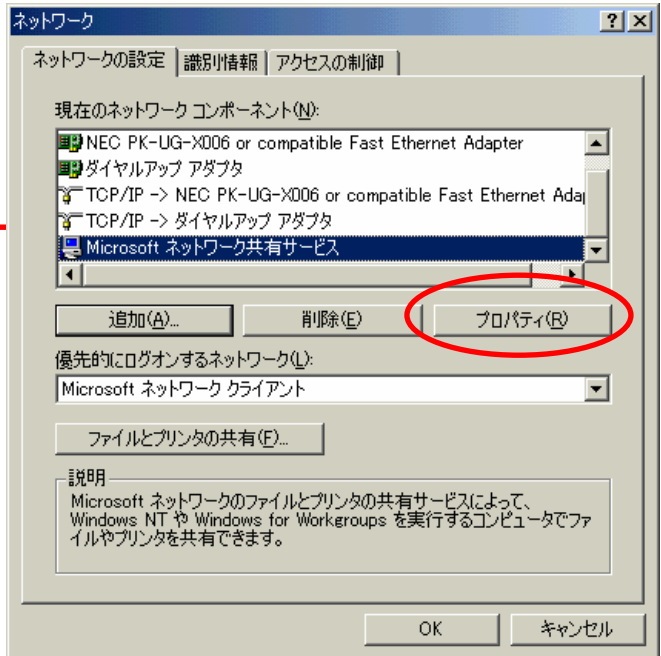 ネットワーク
ネットワークの設定 識別情報 アクセスの制御
現在のネットワーク コンポーネント(N):
NEC PK-UG-X006 or compatible Fast Ethernet Adapter
ダイヤルアップ アダプタ
TCP/IP -> NEC PK-UG-X006 or compatible Fast Ethernet Adap
TCP/IP -> ダイヤルアップ アダプタ
Microsoft ネットワーク共有サービス
追加(A)... 削除(E) プロパティ(R)
優先的にログオンするネットワーク(L):
Microsoft ネットワーク クライアント
ファイルとプリンタの共有(F)...
説明
Microsoft ネットワークのファイルとプリンタの共有サービスによって、
Windows NT や Windows for Workgroups を実行するコンピュータでファ
イルやプリンタを共有できます。
OK キャンセル